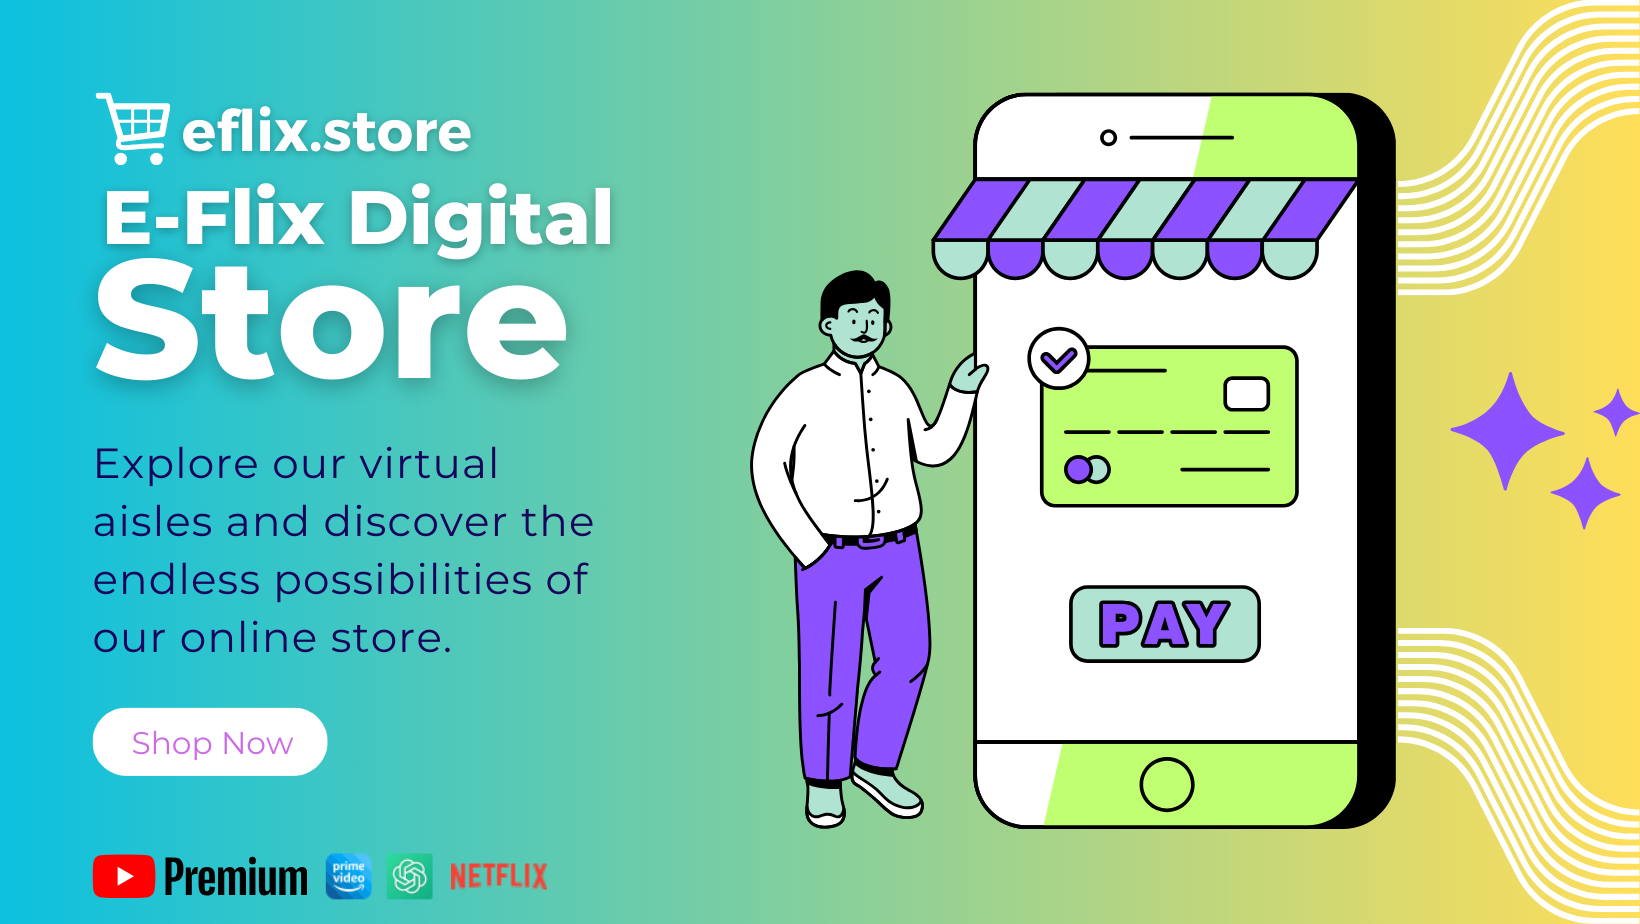 eflix.store
E-Flix Digital
Store
Explore our virtual
aisles and discover the
endless possibilities of
our online store.
Shop Now
PAY
Premium
prime video
NETFLIX